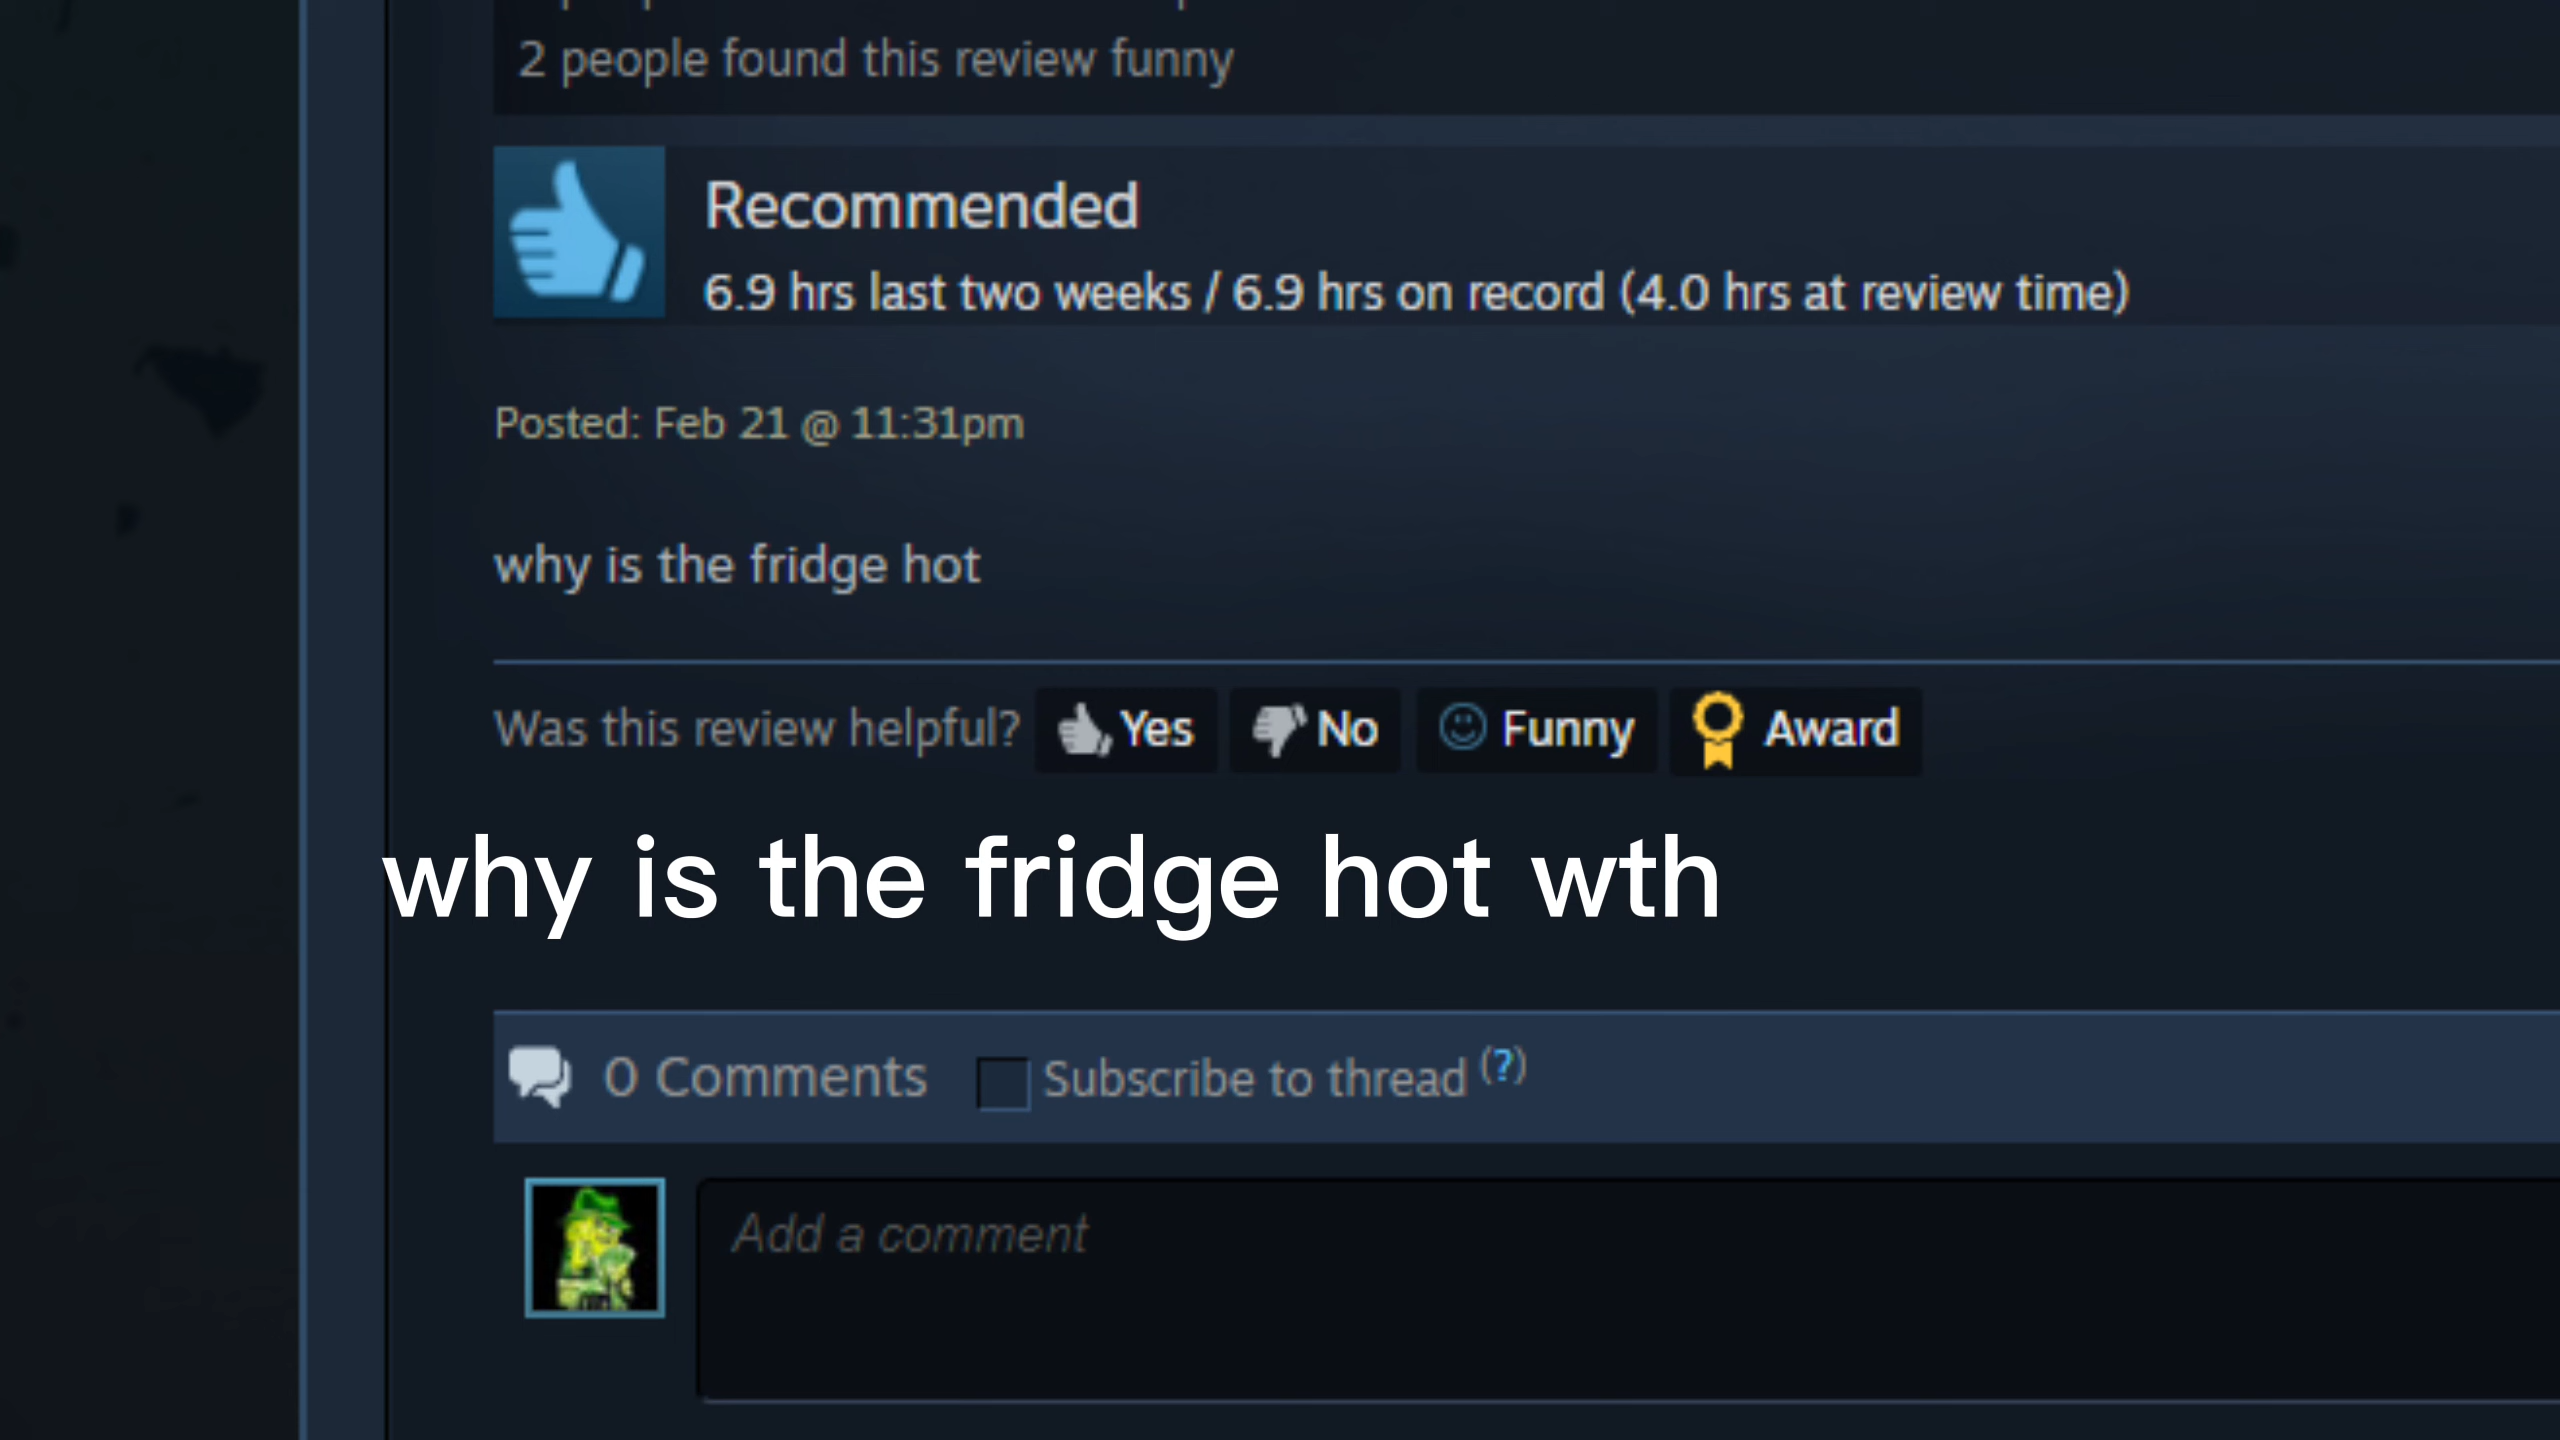 2 people found this review funny
Recommended
6.9 hrs last two weeks / 6.9 hrs on record (4.0 hrs at review time)
Posted: Feb 21 @ 11:31pm
why is the fridge hot
Was this review helpful? Yes No Funny Award
why is the fridge hot wth
0 Comments Subscribe to thread (?)
Add a comment